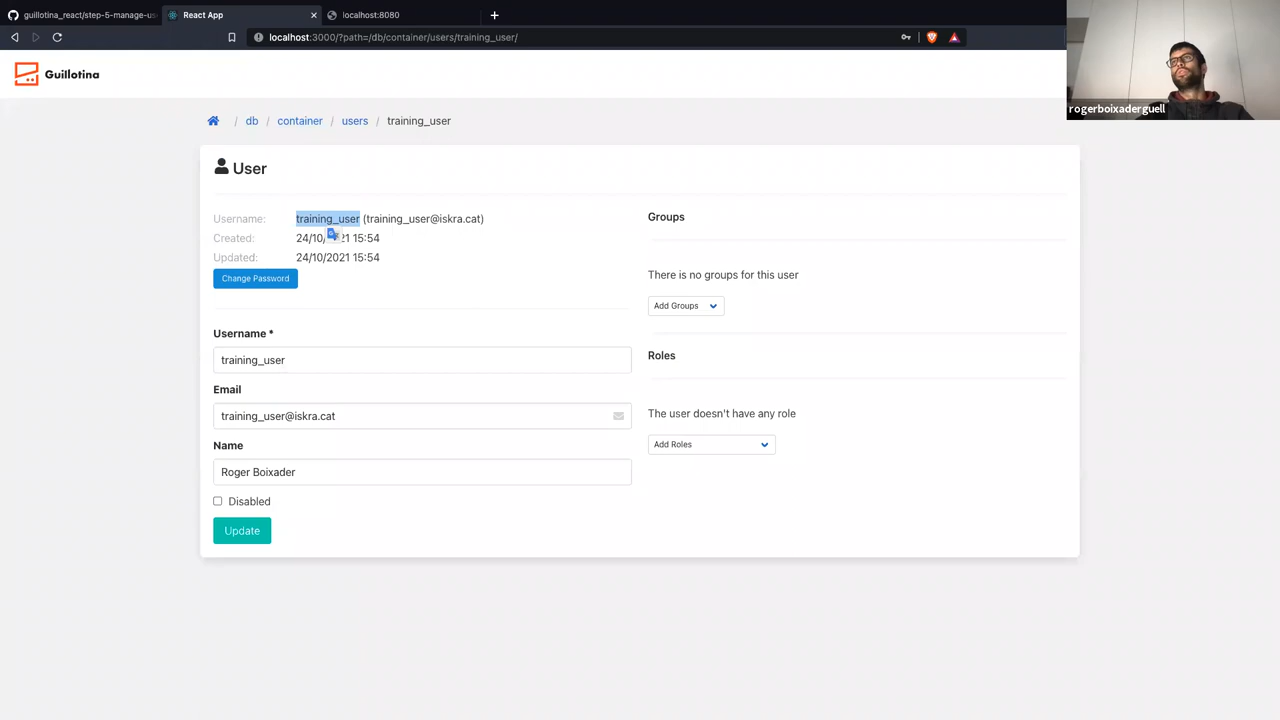 guillotina_react/step-5-manage-us
React App
localhost:8080
localhost:3000/?path=/db/container/users/training_user/
Guillotina
rogerboixaderguell
/ db / container / users / training_user
User
Username: training_user (training_user@iskra.cat)
Created: 24/10/2021 15:54
Updated: 24/10/2021 15:54
Change Password
Username *
training_user
Email
training_user@iskra.cat
Name
Roger Boixader
Disabled
Update
Groups
There is no groups for this user
Add Groups
Roles
The user doesn't have any role
Add Roles